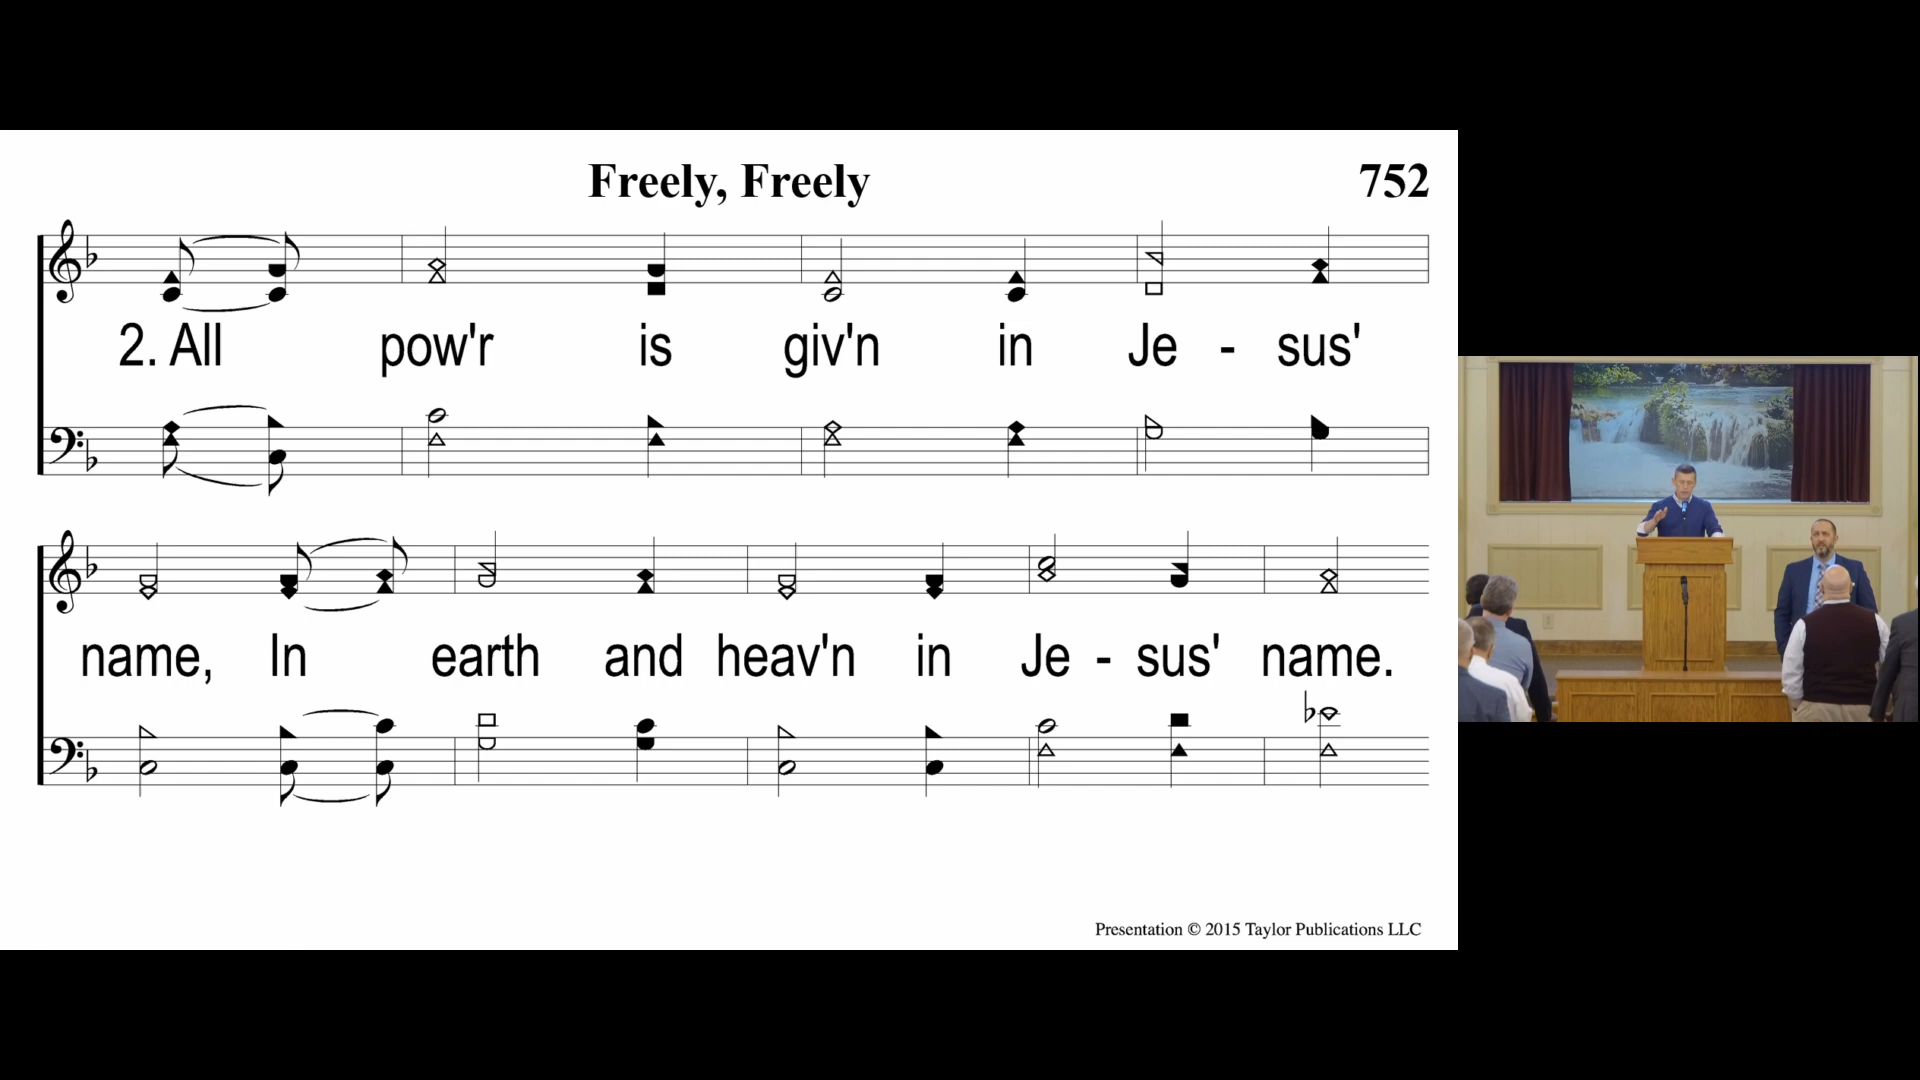 Freely, Freely 752
2. All pow'r is giv'n in Je - sus'
name, In earth and heav'n in Je - sus' name.
Presentation © 2015 Taylor Publications LLC